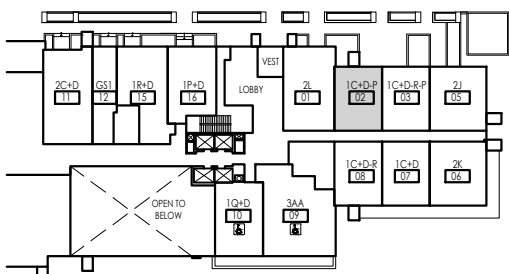 VEST
LOBBY
2C+D
11
GS1
12
1R+D
15
1P+D
16
2L
01
1C+D-P
02
1C+D-R-P
03
2J
05
1C+D-R
08
1C+D
07
2K
06
OPEN TO
BELOW
1Q+D
10
3AA
09